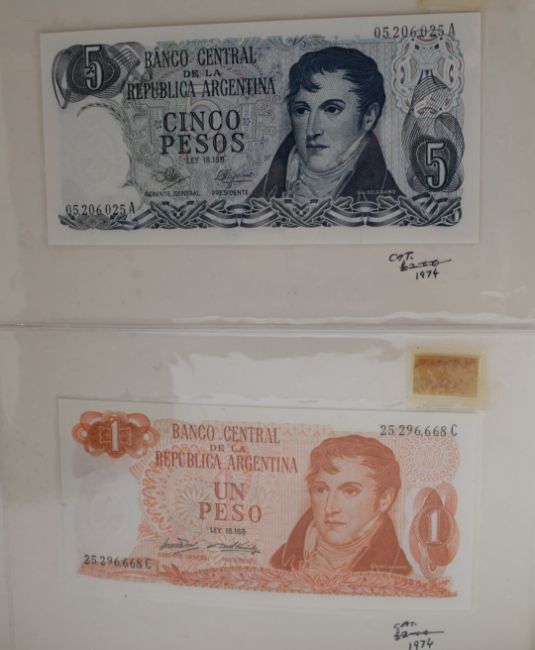 05.206.025 A
5
BANCO CENTRAL
DE LA
REPUBLICA ARGENTINA
CINCO
PESOS
LEY 18.188
GERENTE GENERAL PRESIDENTE
5
05.206.025 A
CAT.
1974
25.296.668 C
1
BANCO CENTRAL
DE LA
REPUBLICA ARGENTINA
UN
PESO
LEY 18.188
1
25.296.668 C
CAT.
1974